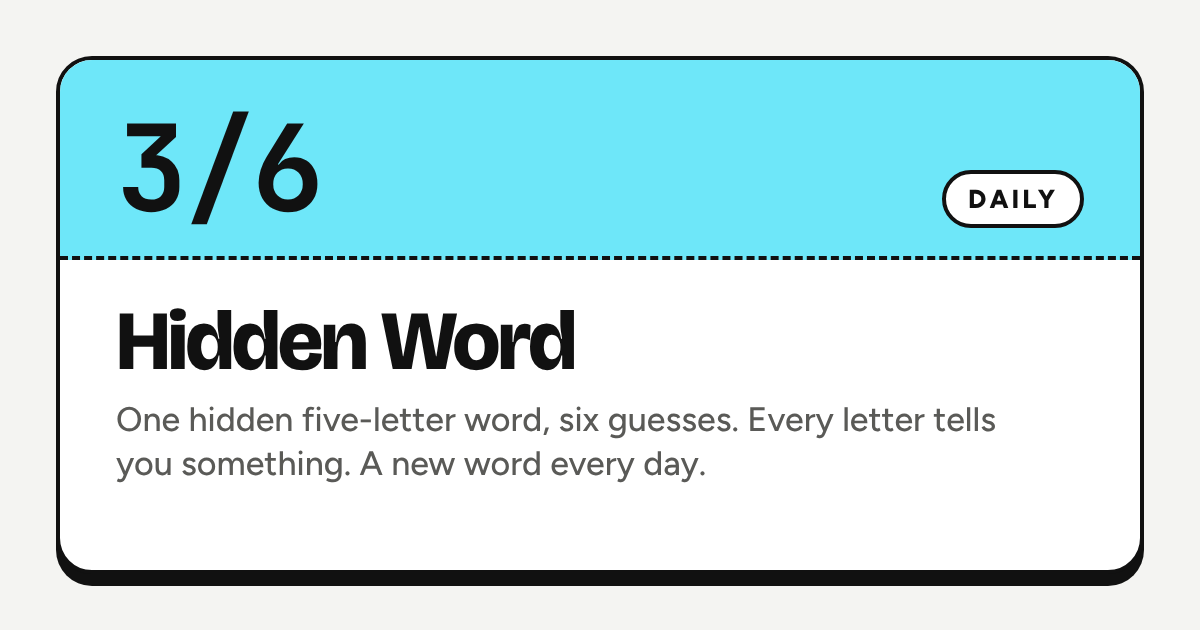 3/6
DAILY
Hidden Word
One hidden five-letter word, six guesses. Every letter tells
you something. A new word every day.